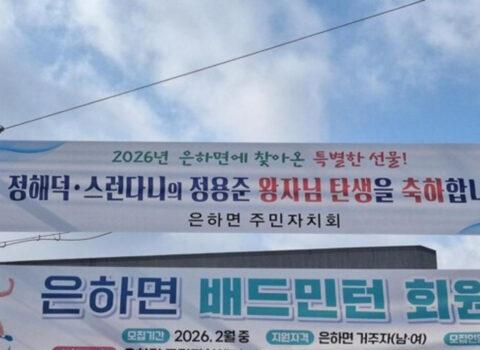 2026년 은하면에 찾아온 특별한 선물!
정해덕·스런다니의 정용준 왕자님 탄생을 축하합니
은하면 주민자치회
은하면 배드민턴 회원
모집기간 2026. 2월 중 지원자격 은하면 거주자(남·여) 모집인